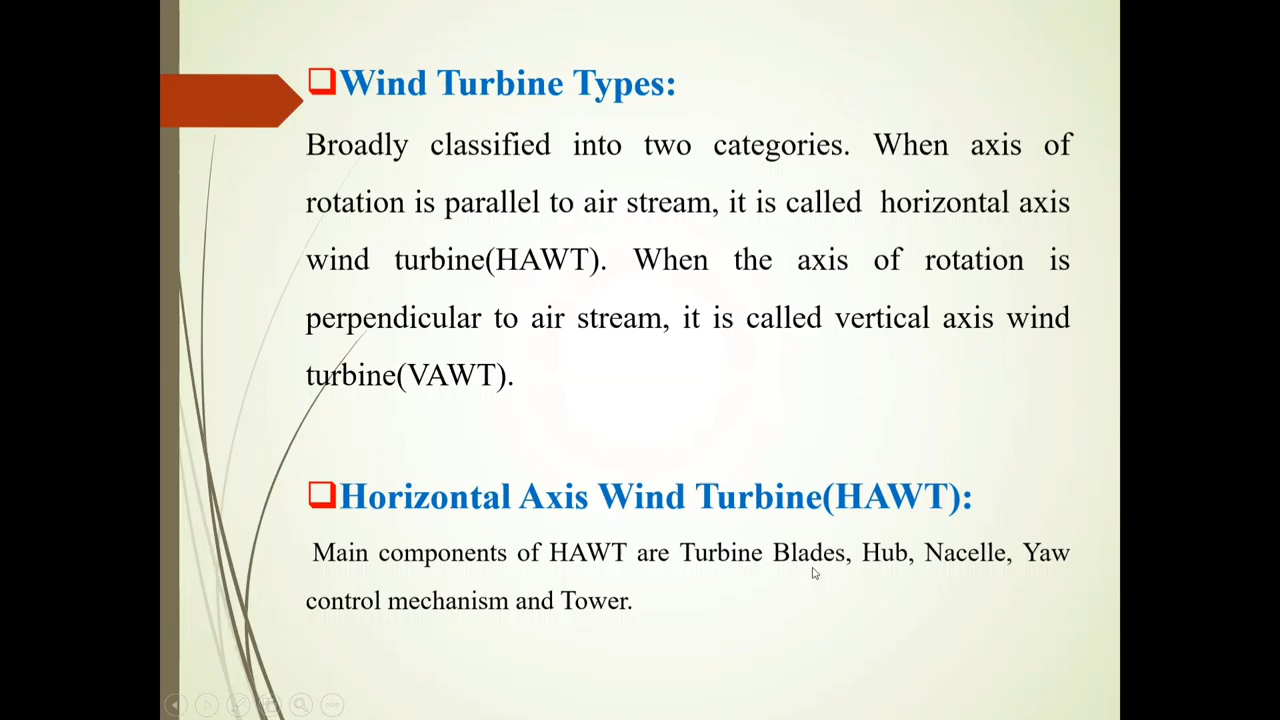 Wind Turbine Types:
Broadly classified into two categories. When axis of
rotation is parallel to air stream, it is called horizontal axis
wind turbine(HAWT). When the axis of rotation is
perpendicular to air stream, it is called vertical axis wind
turbine(VAWT).
Horizontal Axis Wind Turbine(HAWT):
Main components of HAWT are Turbine Blades, Hub, Nacelle, Yaw
control mechanism and Tower.